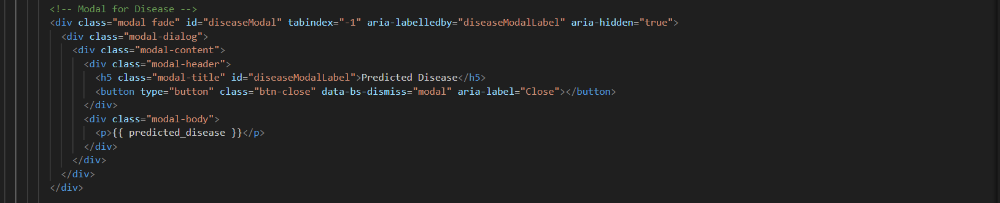 <!-- Modal for Disease -->
<div class="modal fade" id="diseaseModal" tabindex="-1" aria-labelledby="diseaseModalLabel" aria-hidden="true">
<div class="modal-dialog">
<div class="modal-content">
<div class="modal-header">
<h5 class="modal-title" id="diseaseModalLabel">Predicted Disease</h5>
<button type="button" class="btn-close" data-bs-dismiss="modal" aria-label="Close"></button>
</div>
<div class="modal-body">
<p>{{ predicted_disease }}</p>
</div>
</div>
</div>
</div>